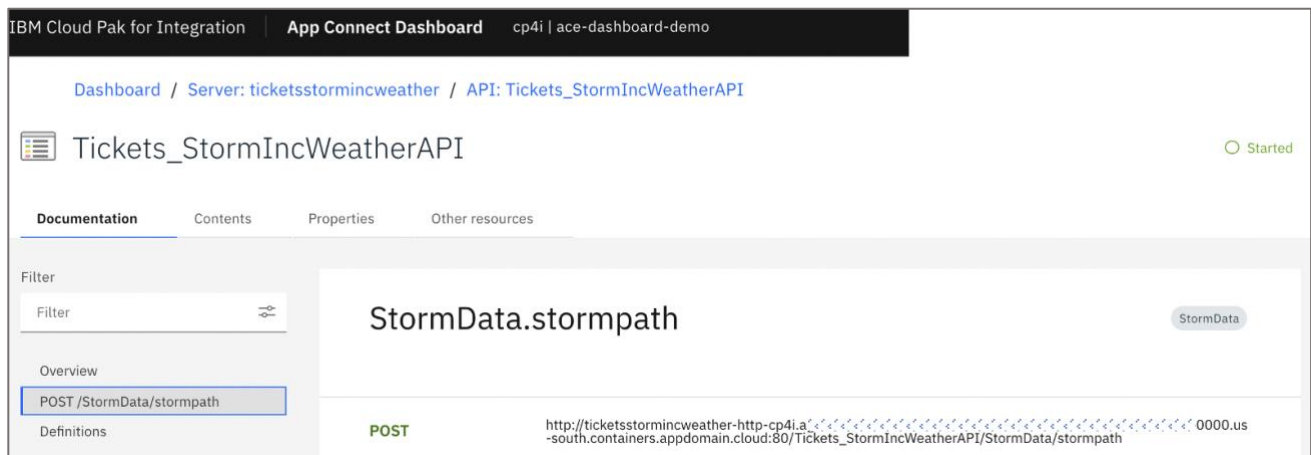 IBM Cloud Pak for Integration App Connect Dashboard cp4i | ace-dashboard-demo
Dashboard / Server: ticketsstormincweather / API: Tickets_StormIncWeatherAPI
Tickets_StormIncWeatherAPI
Started
Documentation Contents Properties Other resources
Filter
Filter
StormData.stormpath
StormData
Overview
POST /StormData/stormpath
Definitions
POST
http://ticketsstormincweather-http-cp4i.a 0000.us
-south.containers.appdomain.cloud:80/Tickets_StormIncWeatherAPI/StormData/stormpath